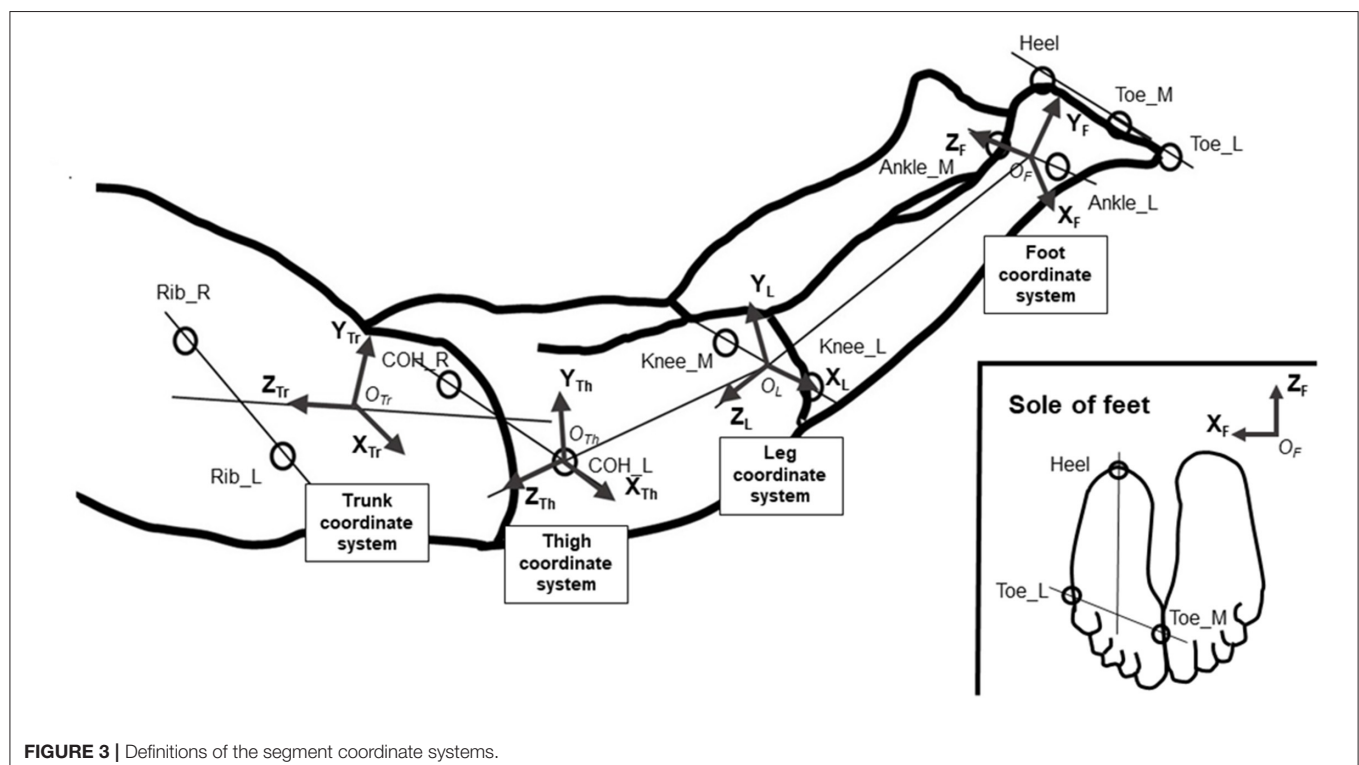 Heel
Toe_M
Y_F
Z_F
Toe_L
Ankle_M
O_F
Ankle_L
X_F
Foot
coordinate
system
Rib_R
Y_L
Y_Tr
COH_R
Knee_M
Knee_L
Y_Th
Z_Tr
O_Tr
X_L
O_L
Z_L
X_Tr
O_Th
Rib_L
COH_L
X_Th
Z_Th
Leg
coordinate
system
Trunk
coordinate
system
Thigh
coordinate
system
Z_F
Sole of feet
X_F
O_F
Heel
Toe_L
Toe_M
FIGURE 3 | Definitions of the segment coordinate systems.